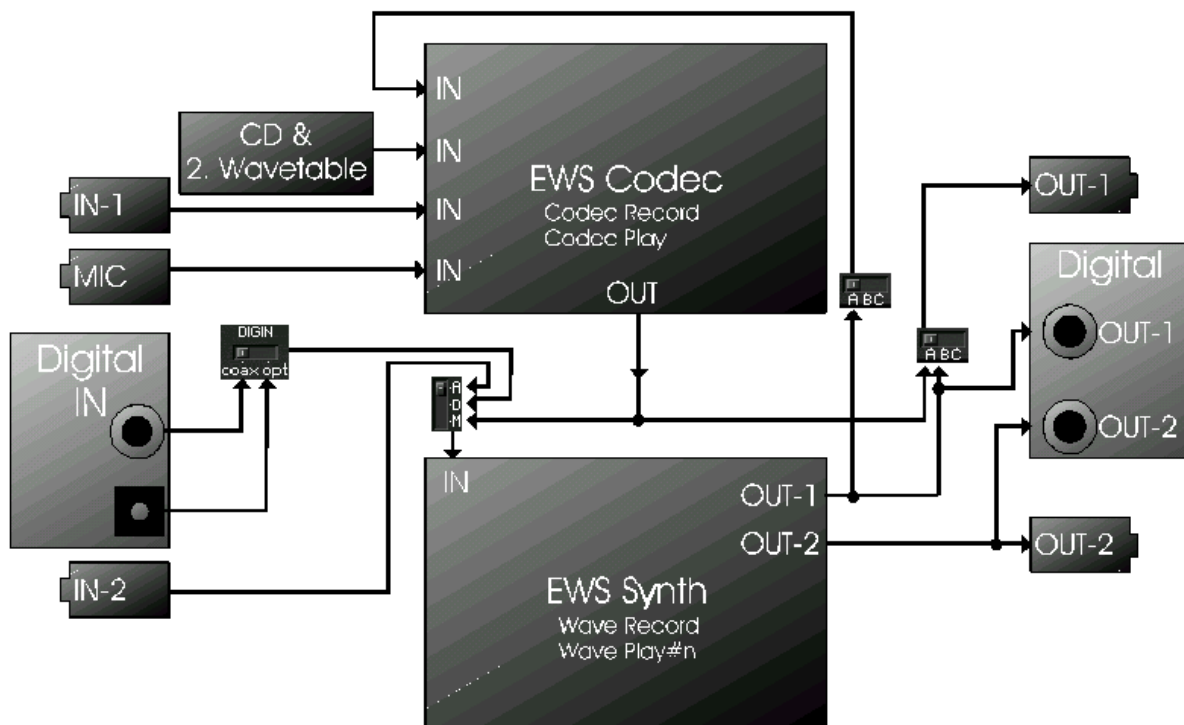 IN
CD &
2. Wavetable
IN
EWS Codec
Codec Record
Codec Play
IN-1
IN
MIC
IN
OUT
A BC
OUT-1
Digital
OUT-1
OUT-2
A BC
DIGIN
coax opt
Digital
IN
A
D
M
IN
OUT-1
OUT-2
OUT-2
IN-2
EWS Synth
Wave Record
Wave Play#n